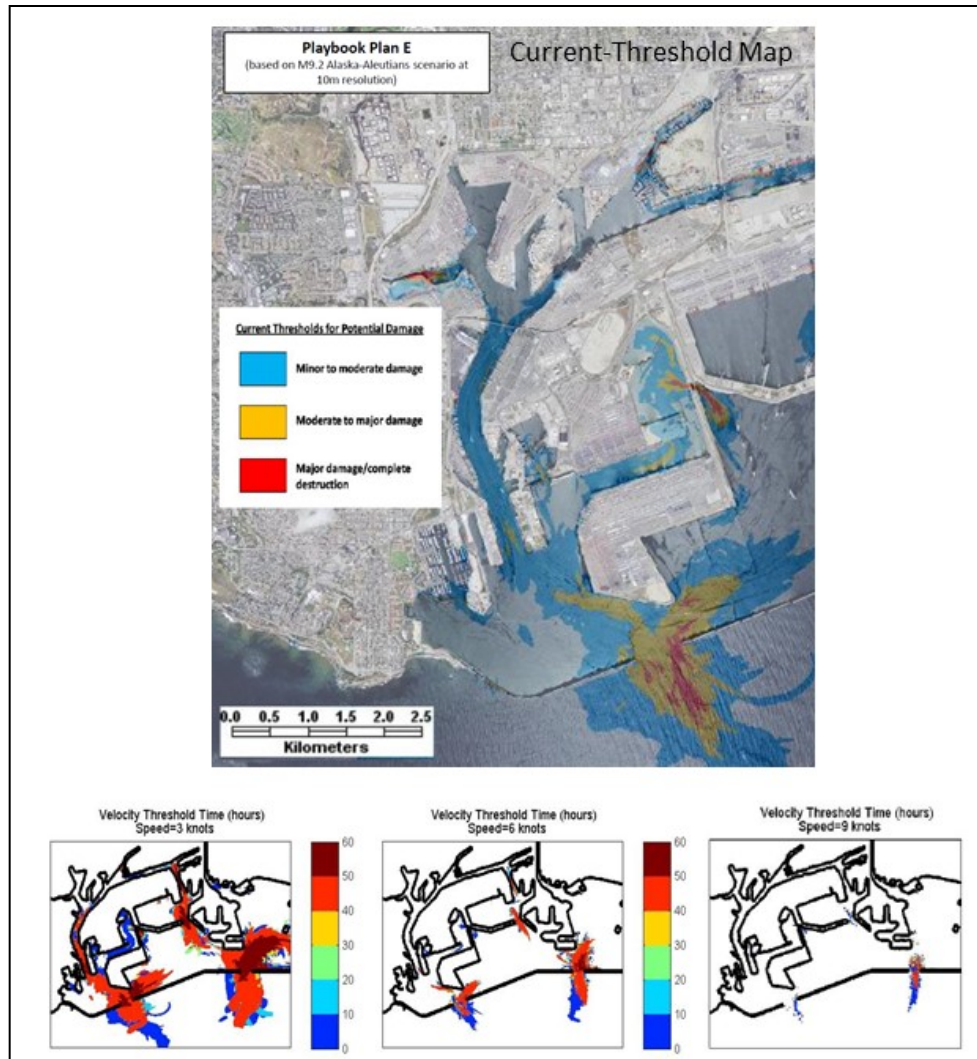 Playbook Plan E
(based on M9.2 Alaska-Aleutians scenario at
10m resolution)
Current-Threshold Map
Current Thresholds for Potential Damage
Minor to moderate damage
Moderate to major damage
Major damage/complete
destruction
0.0 0.5 1.0 1.5 2.0 2.5
Kilometers
Velocity Threshold Time (hours)
Speed=3 knots
60
50
40
30
20
10
0
Velocity Threshold Time (hours)
Speed=6 knots
60
50
40
30
20
10
0
Velocity Threshold Time (hours)
Speed=9 knots